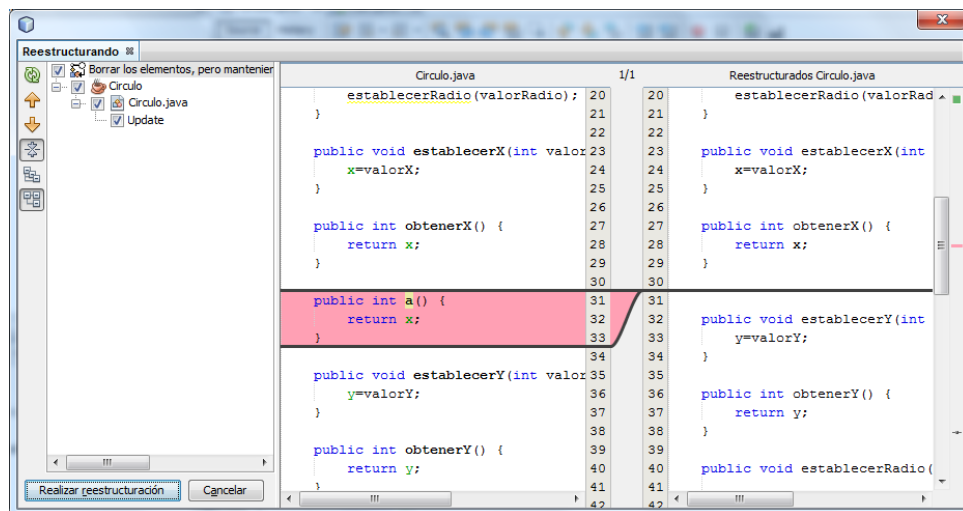 Reestructurando
Borrar los elementos, pero mantenier
Circulo
Circulo.java
Update
Realizar reestructuración Cancelar
Circulo.java 1/1 Reestructurados Circulo.java
establecerRadio(valorRadio); 20 20 establecerRadio(valorRad
} 21 21 }
22 22
public void establecerX(int valor 23 23 public void establecerX(int
x=valorX; 24 24 x=valorX;
} 25 25 }
26 26
public int obtenerX() { 27 27 public int obtenerX() {
return x; 28 28 return x;
} 29 29 }
30 30
public int a() { 31 31
return x; 32 32 public void establecerY(int
} 33 33 y=valorY;
34 34 }
public void establecerY(int valor 35 35
y=valorY; 36 36 public int obtenerY() {
} 37 37 return y;
38 38 }
public int obtenerY() { 39 39
return y; 40 40 public void establecerRadio(
} 41 41
42 42